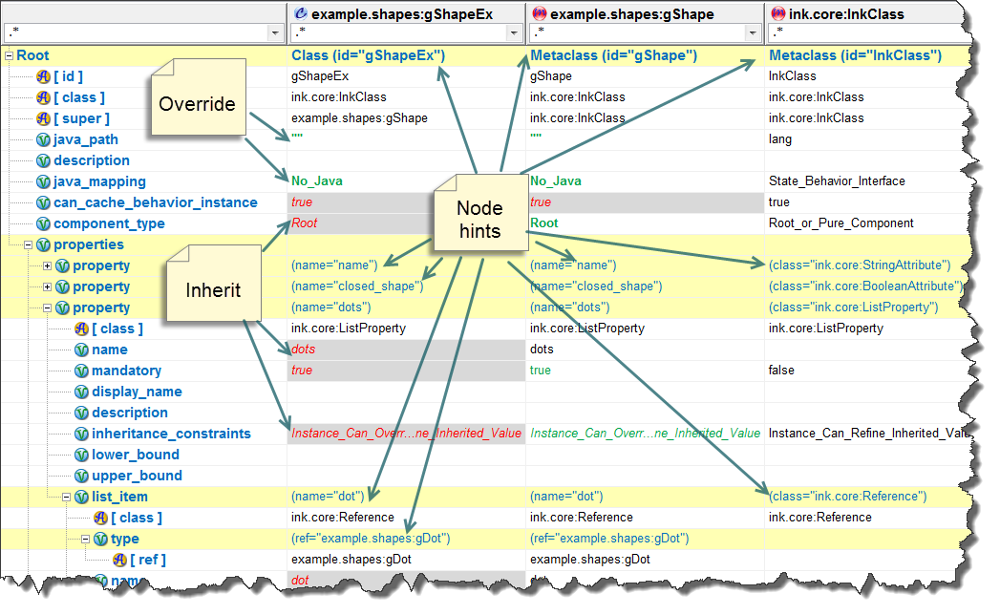 example.shapes:gShapeEx example.shapes:gShape ink.core:InkClass
.* .* .* .*
Root Class (id="gShapeEx") Metaclass (id="gShape") Metaclass (id="InkClass")
[ id ] gShapeEx gShape InkClass
[ class ] ink.core:InkClass ink.core:InkClass ink.core:InkClass
Override
[ super ] example.shapes:gShape ink.core:InkClass ink.core:InkClass
java_path "" "" lang
description
java_mapping No_Java No_Java State_Behavior_Interface
can_cache_behavior_instance true true true
Node
hints
component_type Root Root Root_or_Pure_Component
properties
property (name="name") (name="name") (class="ink.core:StringAttribute")
Inherit
property (name="closed_shape") (name="closed_shape") (class="ink.core:BooleanAttribute")
property (name="dots") (name="dots") (class="ink.core:ListProperty")
[ class ] ink.core:ListProperty ink.core:ListProperty ink.core:ListProperty
name dots dots
mandatory true true false
display_name
description
inheritance_constraints Instance_Can_Overr...ne_Inherited_Value Instance_Can_Overr...ne_Inherited_Value Instance_Can_Refine_Inherited_Val
lower_bound
upper_bound
list_item (name="dot") (name="dot") (class="ink.core:Reference")
[ class ] ink.core:Reference ink.core:Reference ink.core:Reference
type (ref="example.shapes:gDot") (ref="example.shapes:gDot")
[ ref ] example.shapes:gDot example.shapes:gDot
name dot